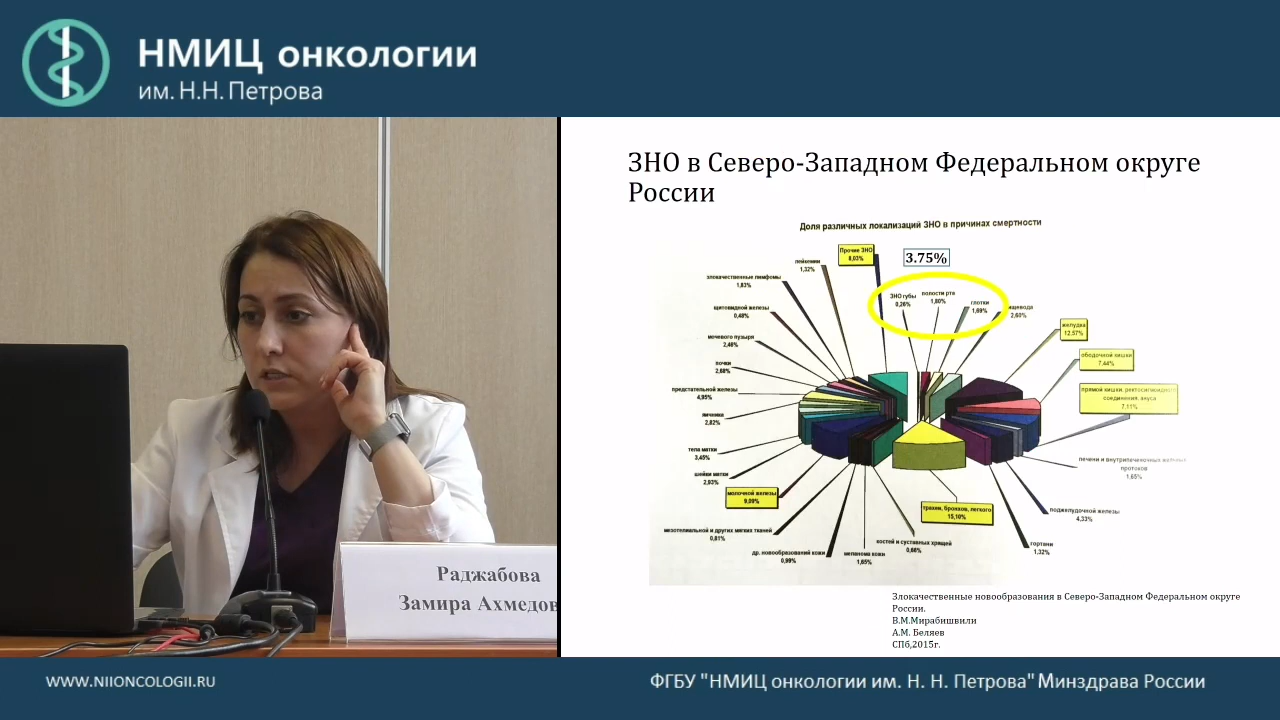 НМИЦ онкологии
им. Н.Н. Петрова
ЗНО в Северо-Западном Федеральном округе
России
Доля различных локализаций ЗНО в причинах смертности
Прочие ЗНО
8,03%
3.75%
лейкемии
1,32%
злокачественные лимфомы
1,83%
щитовидной железы
0,48%
мочевого пузыря
2,46%
почки
2,88%
предстательной железы
4,95%
яичника
2,82%
тела матки
3,45%
шейки матки
2,93%
молочной железы
9,09%
мезотелиальной и других мягких тканей
0,81%
др. новообразований кожи
0,99%
меланома кожи
1,65%
костей и суставных хрящей
0,66%
трахеи, бронхов, легкого
15,10%
гортани
1,32%
поджелудочной железы
4,33%
печени и внутрипеченочных желчных
протоков
1,65%
прямой кишки, ректосигмоидного
соединения, ануса
7,11%
ободочной кишки
7,44%
желудка
12,57%
пищевода
2,60%
глотки
1,69%
полости рта
1,80%
ЗНО губы
0,26%
Злокачественные новообразования в Северо-Западном Федеральном округе
России.
В.М.Мирабишвили
А.М. Беляев
СПб,2015г.
Раджабова
Замира Ахмедов
WWW.NIIONCOLOGII.RU
ФГБУ "НМИЦ онкологии им. Н. Н. Петрова" Минздрава России